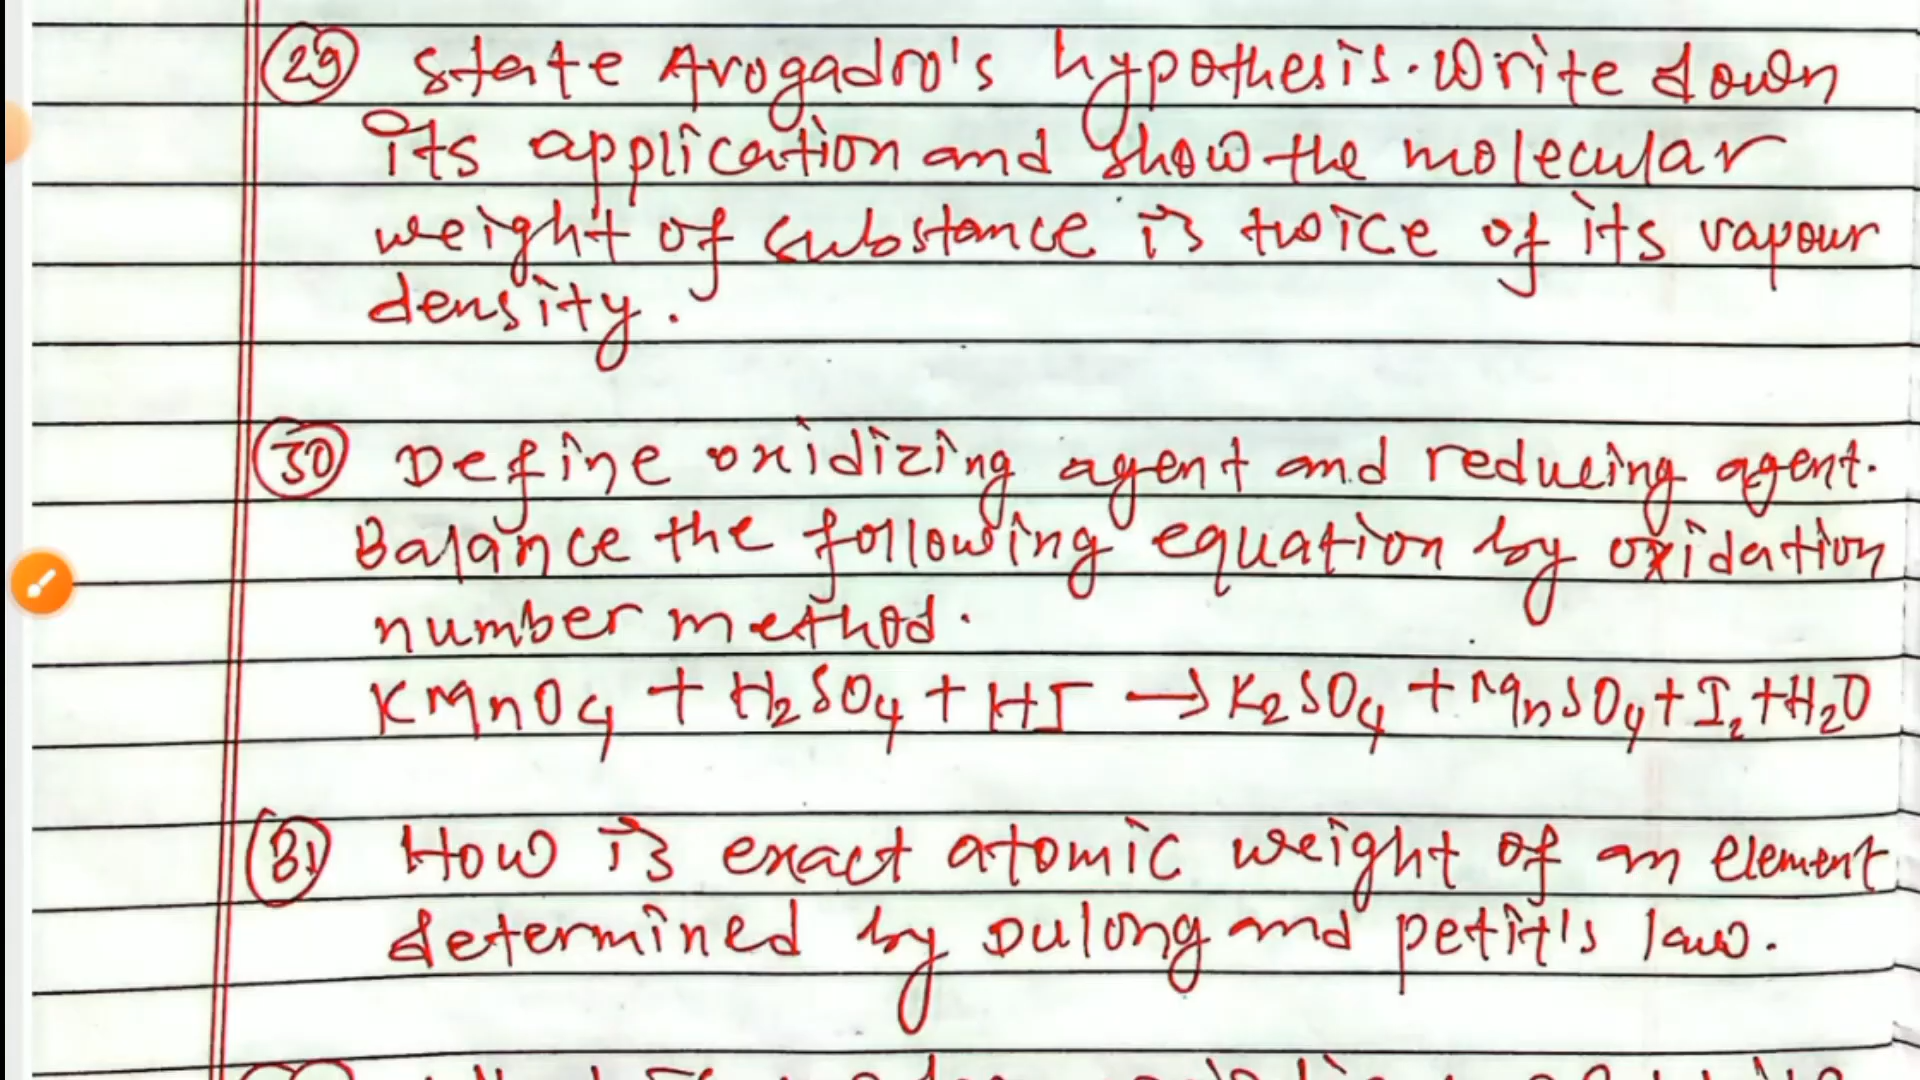 29 State Avogadro's hypothesis. Write down
its application and show the molecular
weight of substance is twice of its vapour
density.
30 Define oxidizing agent and reducing agent.
Balance the following equation by oxidation
number method.
KMnO4 + H2SO4 + HI → K2SO4 + MnSO4 + I2 + H2O
31 How is exact atomic weight of an element
determined by Dulong and petit's law.